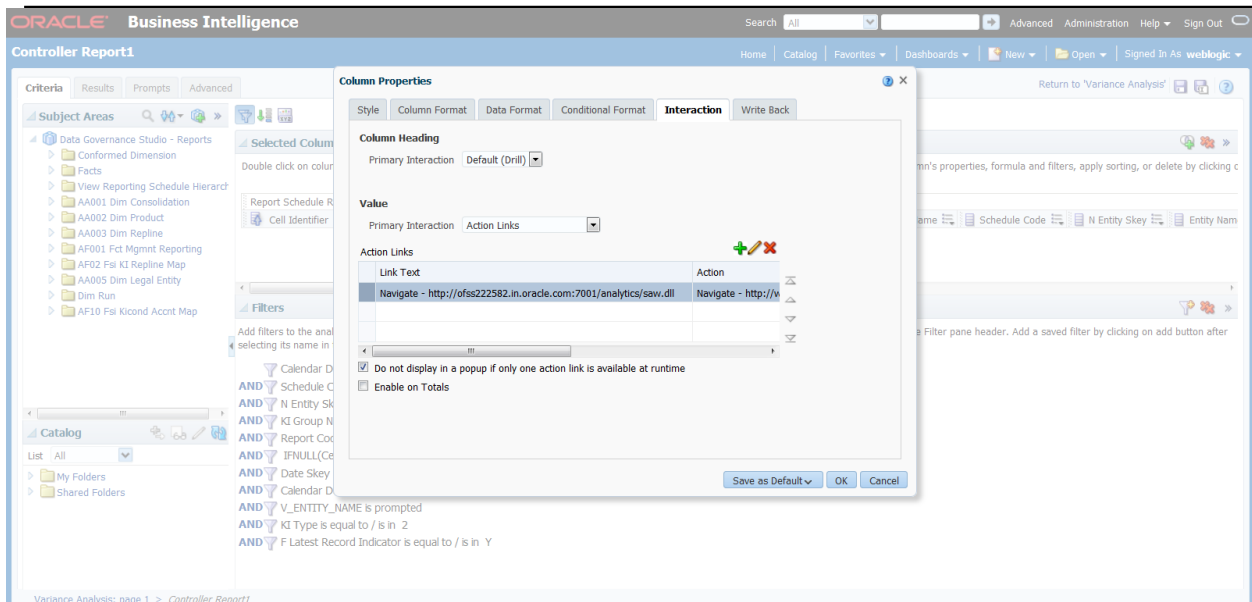 ORACLE Business Intelligence
Search All Advanced Administration Help Sign Out
Controller Report1
Home Catalog Favorites Dashboards New Open Signed In As weblogic
Criteria Results Prompts Advanced
Return to 'Variance Analysis'
Subject Areas
Data Governance Studio - Reports
Conformed Dimension
Facts
View Reporting Schedule Hierarch
AA001 Dim Consolidation
AA002 Dim Product
AA003 Dim Repline
AF001 Fct Mgmnt Reporting
AF02 Fsi KI Repline Map
AA005 Dim Legal Entity
Dim Run
AF10 Fsi Kicond Accnt Map
Catalog
List All
My Folders
Shared Folders
Selected Colum
Double click on colum
mn's properties, formula and filters, apply sorting, or delete by clicking o
Report Schedule R
Cell Identifier
ame Schedule Code N Entity Skey Entity Nam
Filters
Add filters to the anal
e Filter pane header. Add a saved filter by clicking on add button after
selecting its name in
Calendar D
AND Schedule C
AND N Entity Sk
AND KI Group N
AND Report Cod
AND IFNULL(Ce
AND Date Skey
AND Calendar D
AND V_ENTITY_NAME is prompted
AND KI Type is equal to / is in 2
AND F Latest Record Indicator is equal to / is in Y
Column Properties
Style Column Format Data Format Conditional Format Interaction Write Back
Column Heading
Primary Interaction Default (Drill)
Value
Primary Interaction Action Links
Action Links
Link Text Action
Navigate - http://ofss222582.in.oracle.com:7001/analytics/saw.dll Navigate - http://w
Do not display in a popup if only one action link is available at runtime
Enable on Totals
Save as Default OK Cancel
Variance Analysis: page 1 > Controller Report1